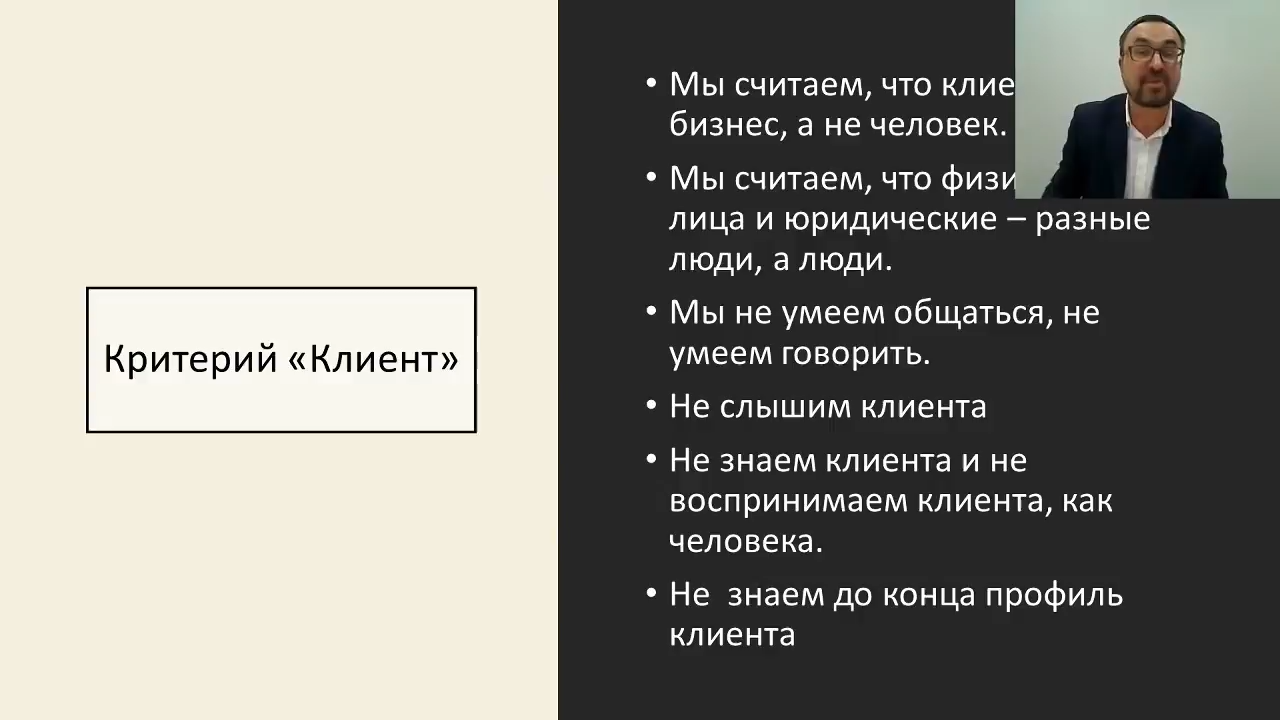 Критерий «Клиент»
• Мы считаем, что
бизнес, а не человек.
• Мы считаем, что
лица и юридические – разные
люди, а люди.
• Мы не умеем общаться, не
умеем говорить.
• Не слышим клиента
• Не знаем клиента и не
воспринимаем клиента, как
человека.
• Не  знаем до конца профиль
клиента